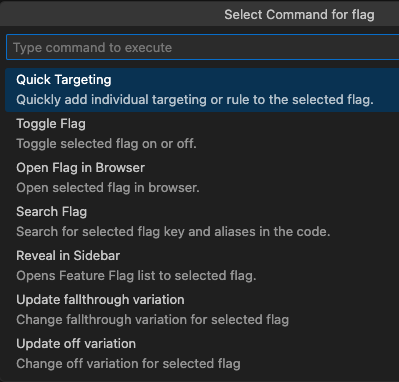 Select Command for flag
Type command to execute
Quick Targeting
Quickly add individual targeting or rule to the selected flag.
Toggle Flag
Toggle selected flag on or off.
Open Flag in Browser
Open selected flag in browser.
Search Flag
Search for selected flag key and aliases in the code.
Reveal in Sidebar
Opens Feature Flag list to selected flag.
Update fallthrough variation
Change fallthrough variation for selected flag
Update off variation
Change off variation for selected flag